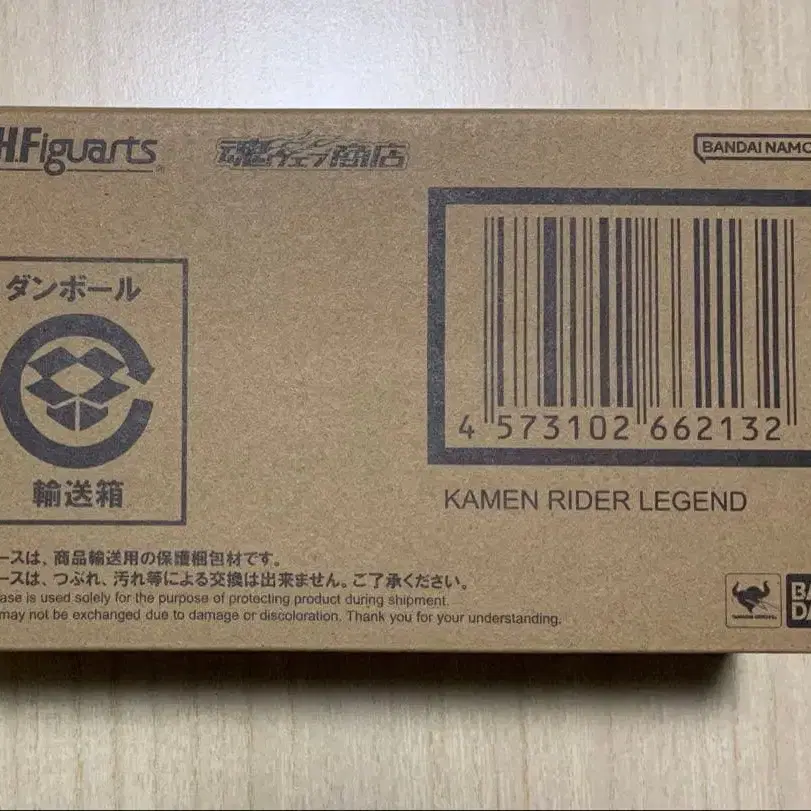 H.Figuarts
魂ウェブ商店
BANDAI NAMCO
ダンボール
輸送箱
4 573102 662132
KAMEN RIDER LEGEND
ースは、商品輸送用の保護梱包材です。
ースは、つぶれ、汚れ等による交換は出来ません。ご了承ください。
ase is used solely for the purpose of protecting product during shipment.
may not be exchanged due to damage or discoloration. Thank you for your understanding.
BA
DA